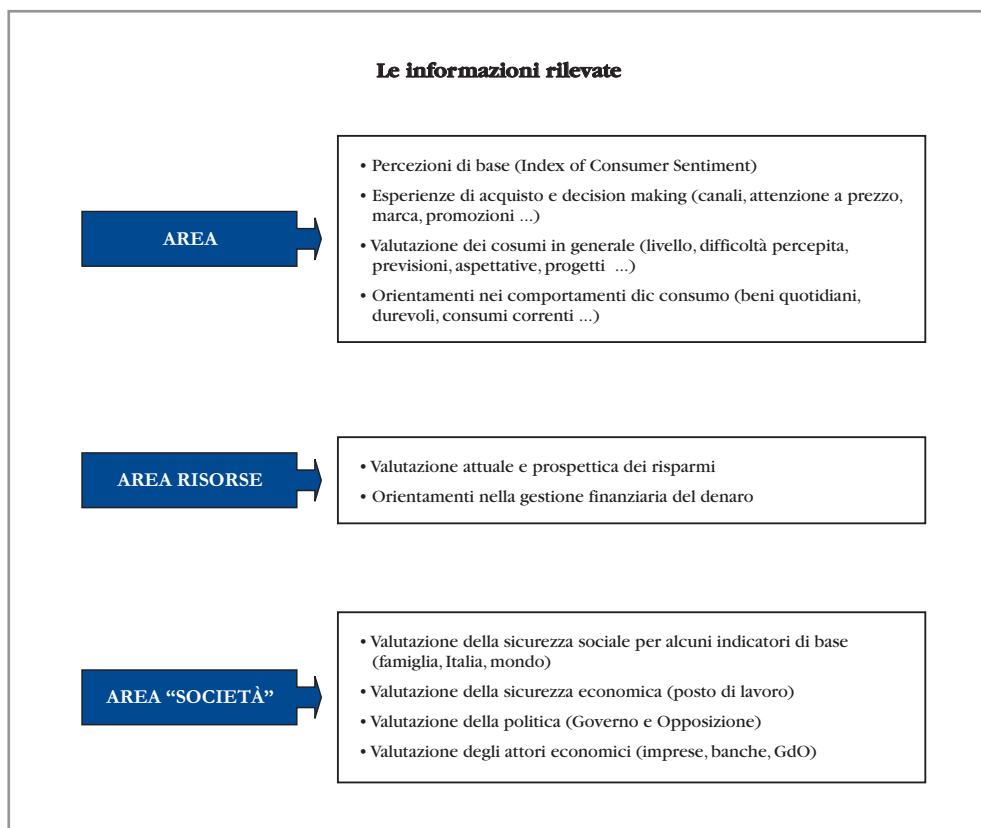 Le informazioni rilevate
AREA
• Percezioni di base (Index of Consumer Sentiment)
• Esperienze di acquisto e decision making (canali, attenzione a prezzo,
marca, promozioni ...)
• Valutazione dei cosumi in generale (livello, difficoltà percepita,
previsioni, aspettative, progetti ...)
• Orientamenti nei comportamenti dic consumo (beni quotidiani,
durevoli, consumi correnti ...)
AREA RISORSE
• Valutazione attuale e prospettica dei risparmi
• Orientamenti nella gestione finanziaria del denaro
AREA “SOCIETÀ”
• Valutazione della sicurezza sociale per alcuni indicatori di base
(famiglia, Italia, mondo)
• Valutazione della sicurezza economica (posto di lavoro)
• Valutazione della politica (Governo e Opposizione)
• Valutazione degli attori economici (imprese, banche, GdO)